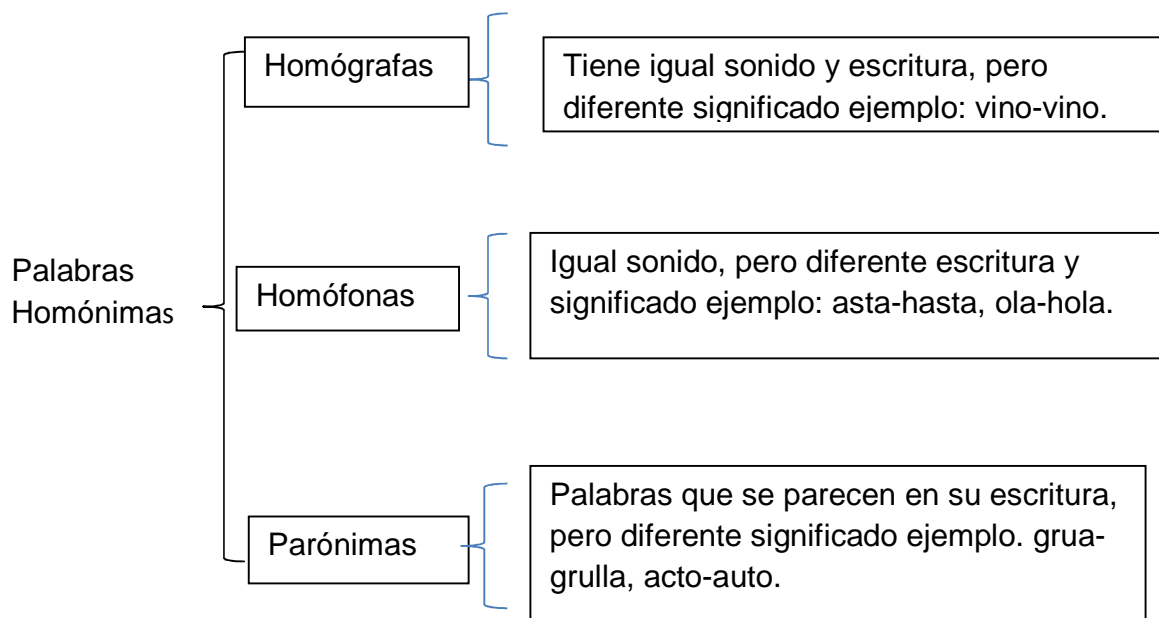 Homógrafas
Tiene igual sonido y escritura, pero
diferente significado ejemplo: vino-vino.
Palabras
Homónimas
Homófonas
Igual sonido, pero diferente escritura y
significado ejemplo: asta-hasta, ola-hola.
Parónimas
Palabras que se parecen en su escritura,
pero diferente significado ejemplo. grua-
grulla, acto-auto.